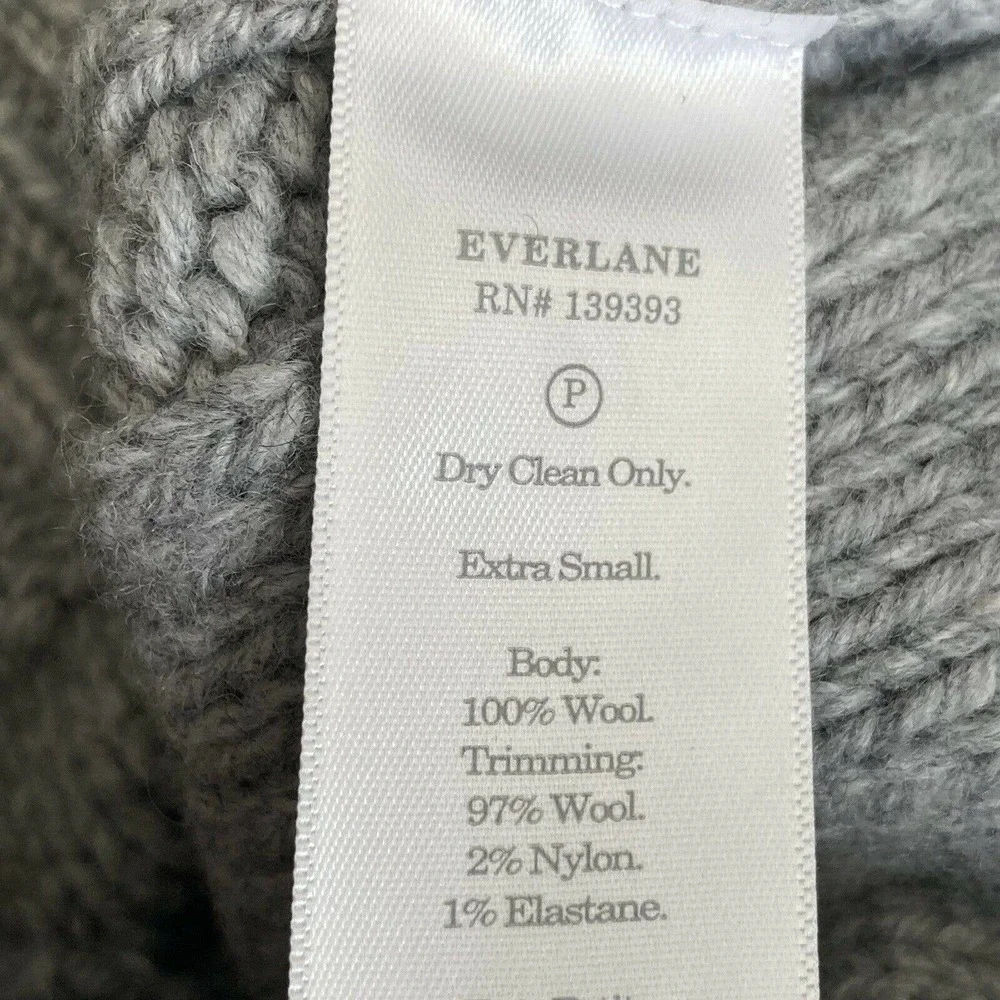 EVERLANE
RN# 139393
P
Dry Clean Only.
Extra Small.
Body:
100% Wool.
Trimming:
97% Wool.
2% Nylon.
1% Elastane.